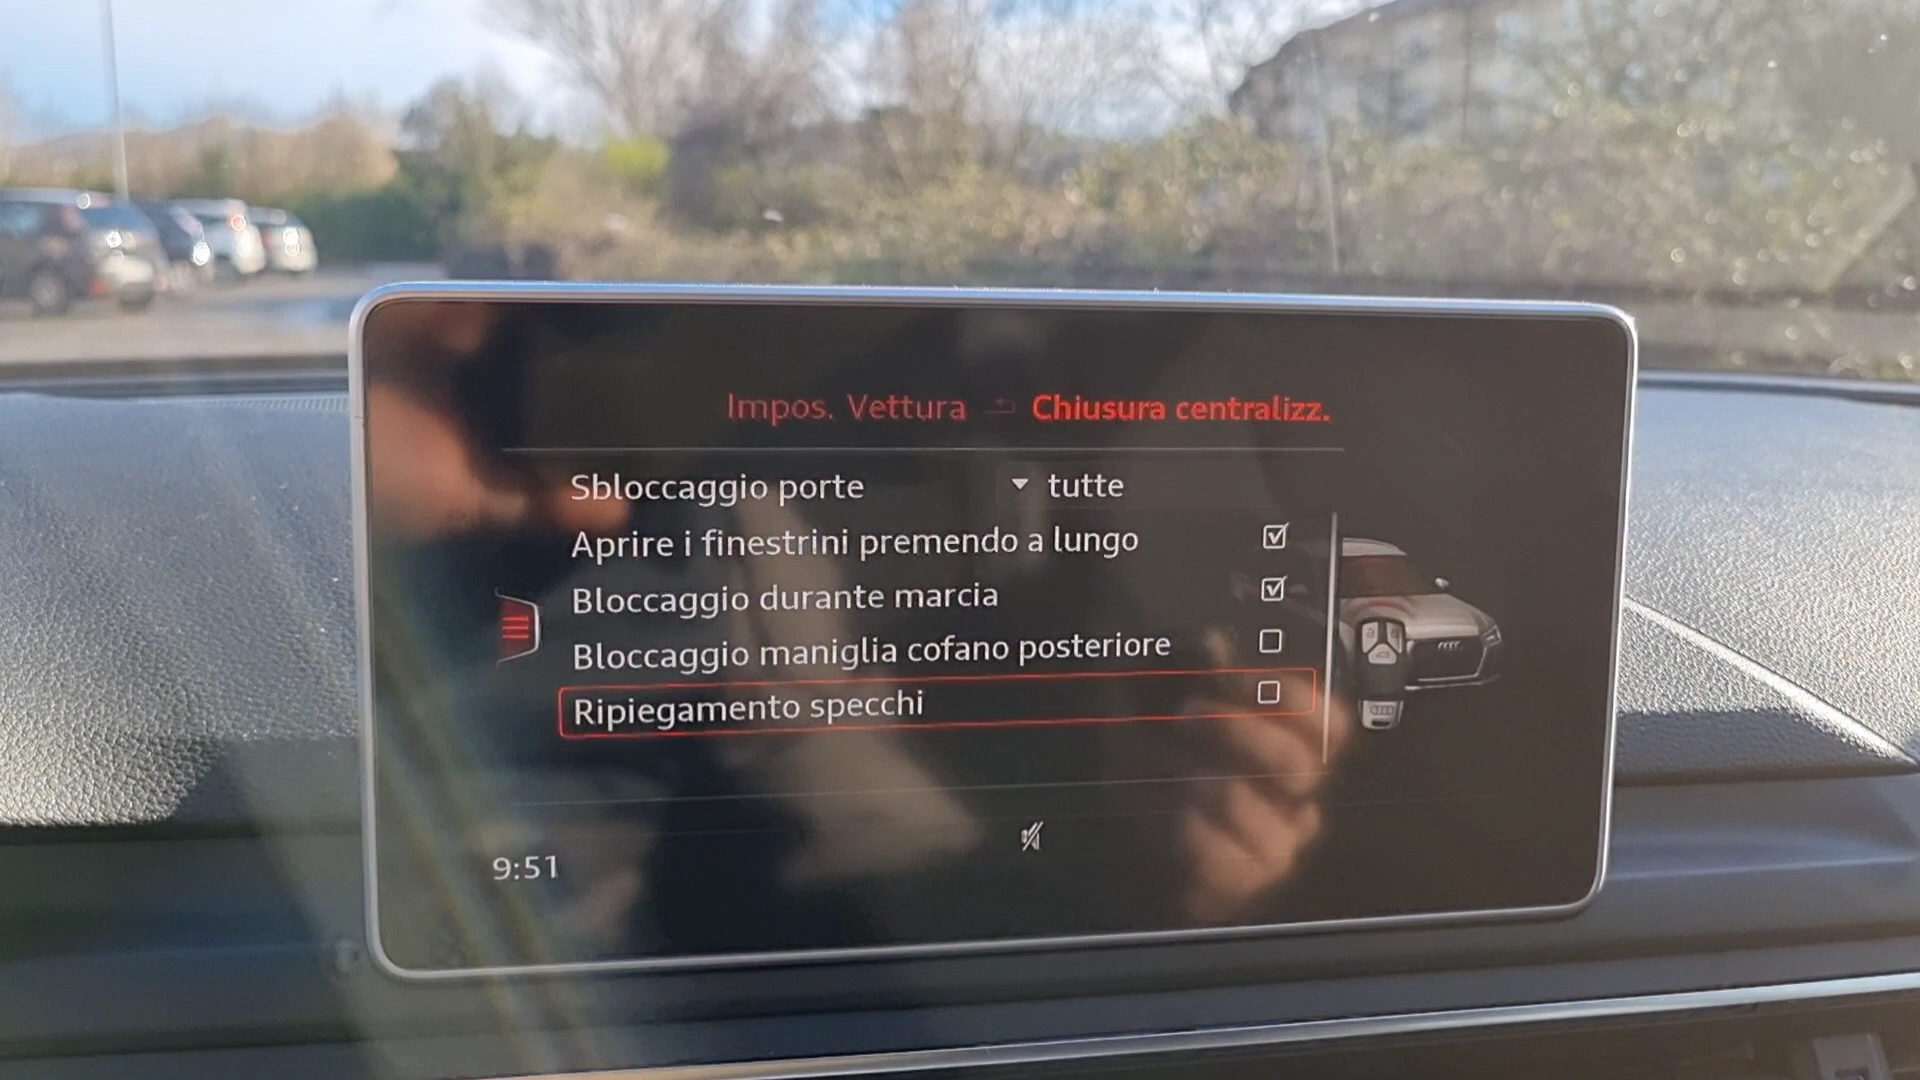 Impos. Vettura Chiusura centralizz.
Sbloccaggio porte tutte
Aprire i finestrini premendo a lungo
Bloccaggio durante marcia
Bloccaggio maniglia cofano posteriore
Ripiegamento specchi
9:51